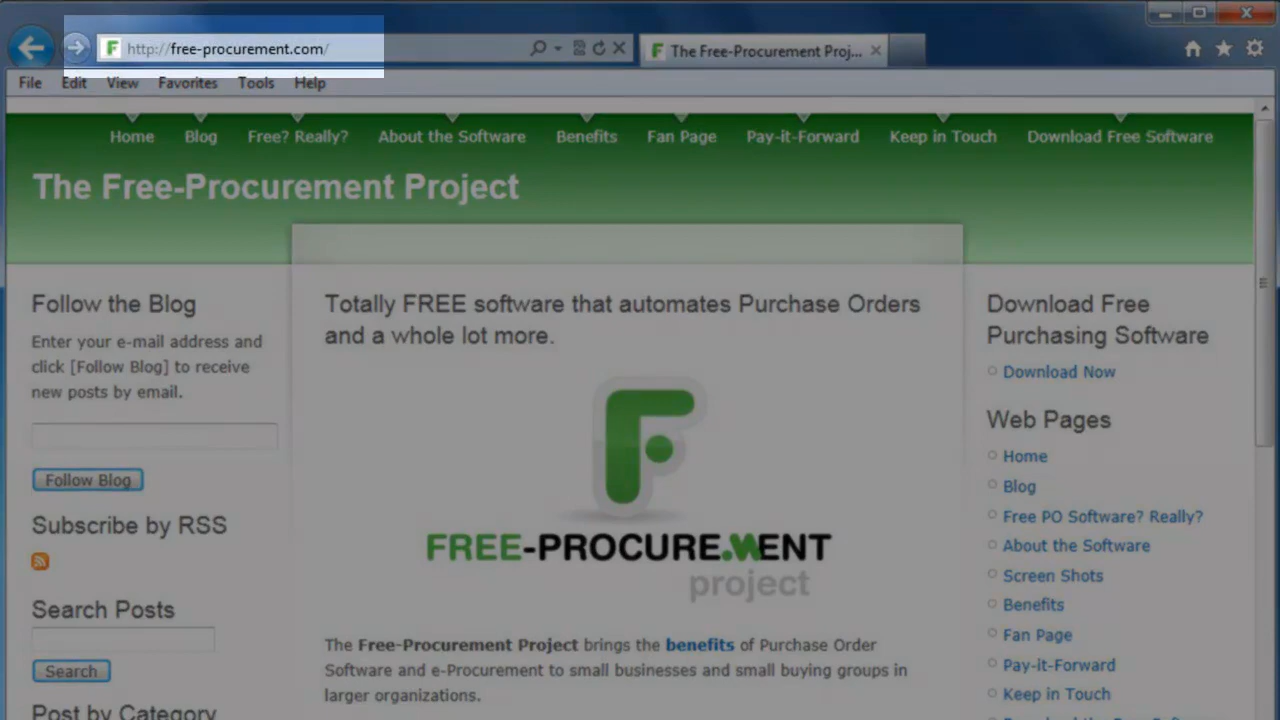 http://free-procurement.com/
The Free-Procurement Proj...
File Edit View Favorites Tools Help
Home Blog Free? Really? About the Software Benefits Fan Page Pay-it-Forward Keep in Touch Download Free Software
The Free-Procurement Project
Follow the Blog
Enter your e-mail address and
click [Follow Blog] to receive
new posts by email.
Follow Blog
Subscribe by RSS
Search Posts
Search
Post by Category
Totally FREE software that automates Purchase Orders
and a whole lot more.
FREE-PROCURE.MENT
project
The Free-Procurement Project brings the benefits of Purchase Order
Software and e-Procurement to small businesses and small buying groups in
larger organizations.
Download Free
Purchasing Software
Download Now
Web Pages
Home
Blog
Free PO Software? Really?
About the Software
Screen Shots
Benefits
Fan Page
Pay-it-Forward
Keep in Touch